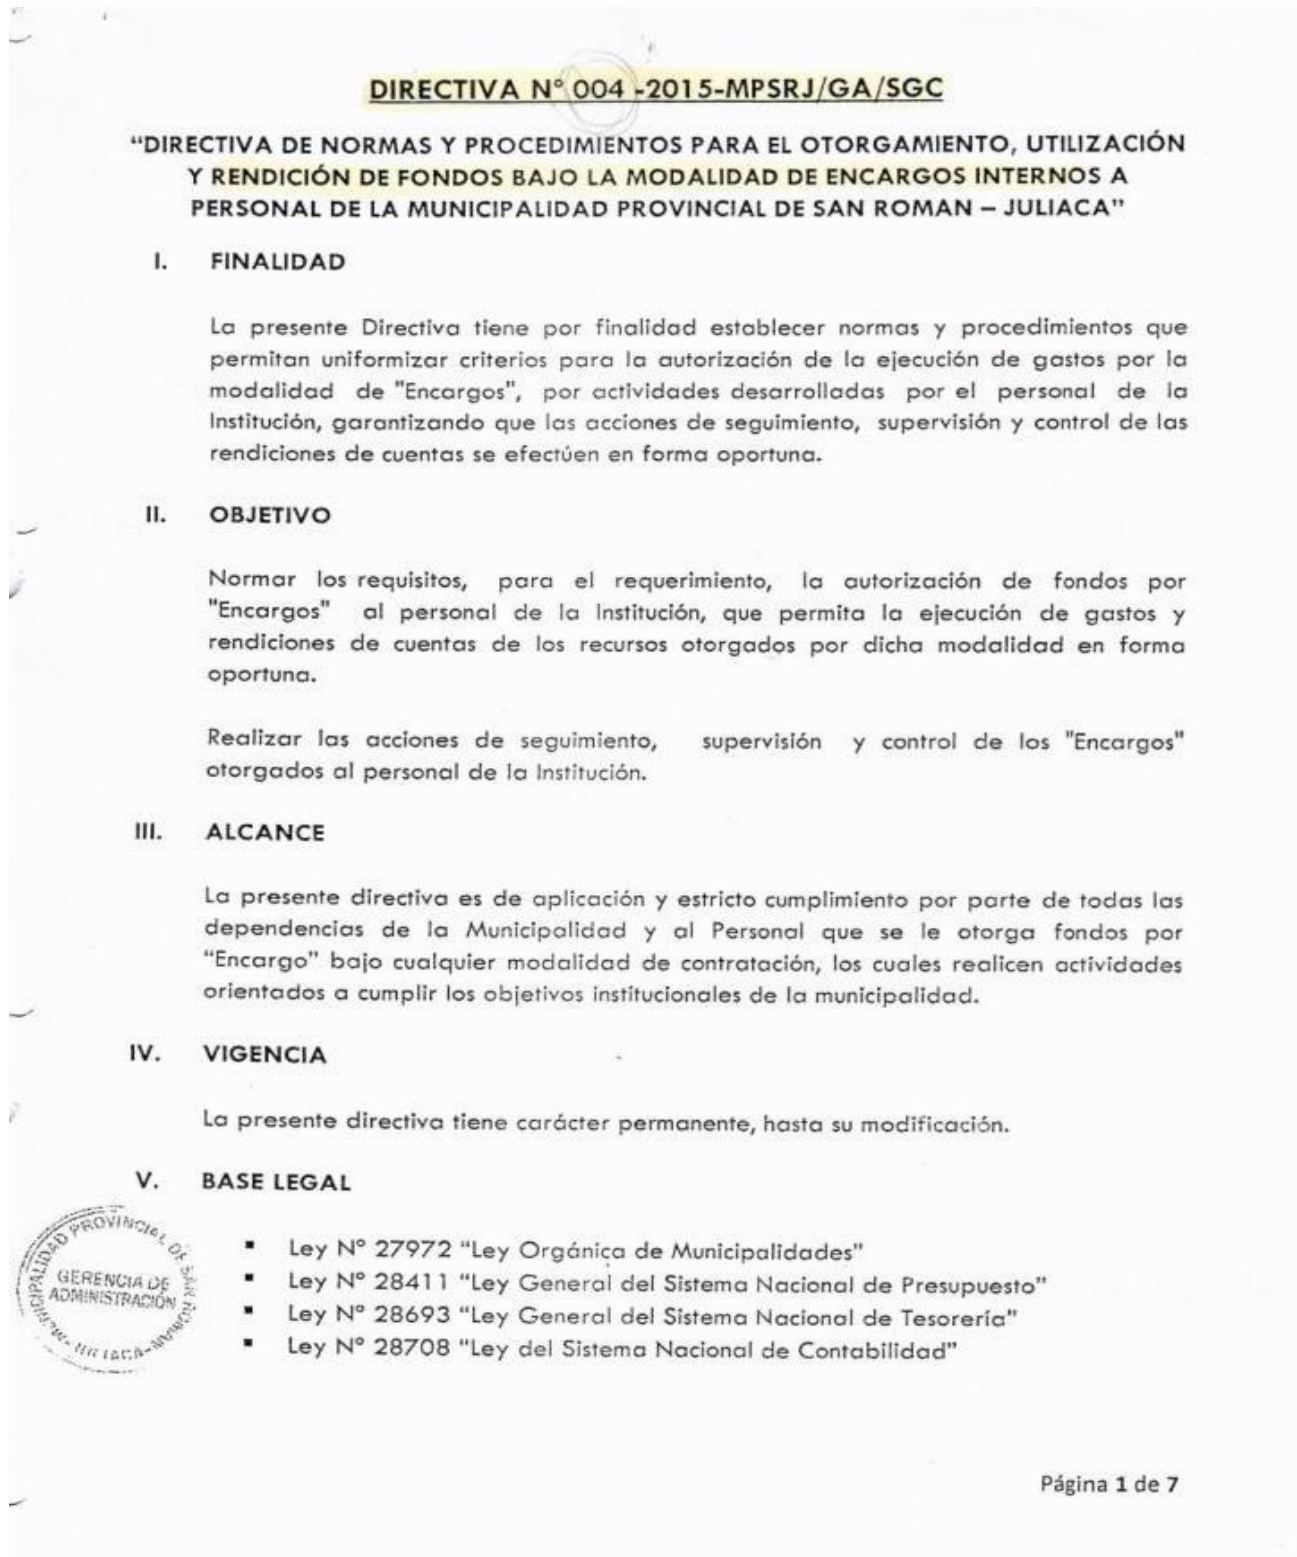 DIRECTIVA N° 004 -2015-MPSRJ/GA/SGC
“DIRECTIVA DE NORMAS Y PROCEDIMIENTOS PARA EL OTORGAMIENTO, UTILIZACIÓN
Y RENDICIÓN DE FONDOS BAJO LA MODALIDAD DE ENCARGOS INTERNOS A
PERSONAL DE LA MUNICIPALIDAD PROVINCIAL DE SAN ROMAN – JULIACA”
I. FINALIDAD
La presente Directiva tiene por finalidad establecer normas y procedimientos que
permitan uniformizar criterios para la autorización de la ejecución de gastos por la
modalidad de "Encargos", por actividades desarrolladas por el personal de la
Institución, garantizando que las acciones de seguimiento, supervisión y control de las
rendiciones de cuentas se efectúen en forma oportuna.
II. OBJETIVO
Normar los requisitos, para el requerimiento, la autorización de fondos por
"Encargos" al personal de la Institución, que permita la ejecución de gastos y
rendiciones de cuentas de los recursos otorgados por dicha modalidad en forma
oportuna.
Realizar las acciones de seguimiento, supervisión y control de los "Encargos"
otorgados al personal de la Institución.
III. ALCANCE
La presente directiva es de aplicación y estricto cumplimiento por parte de todas las
dependencias de la Municipalidad y al Personal que se le otorga fondos por
“Encargo” bajo cualquier modalidad de contratación, los cuales realicen actividades
orientados a cumplir los objetivos institucionales de la municipalidad.
IV. VIGENCIA
La presente directiva tiene carácter permanente, hasta su modificación.
V. BASE LEGAL
▪ Ley N° 27972 “Ley Orgánica de Municipalidades”
▪ Ley N° 28411 “Ley General del Sistema Nacional de Presupuesto”
▪ Ley N° 28693 “Ley General del Sistema Nacional de Tesorería”
▪ Ley N° 28708 “Ley del Sistema Nacional de Contabilidad”
MUNICIPALIDAD PROVINCIAL DE SAN ROMAN - JULIACA -
GERENCIA DE
ADMINISTRACIÓN
Página 1 de 7